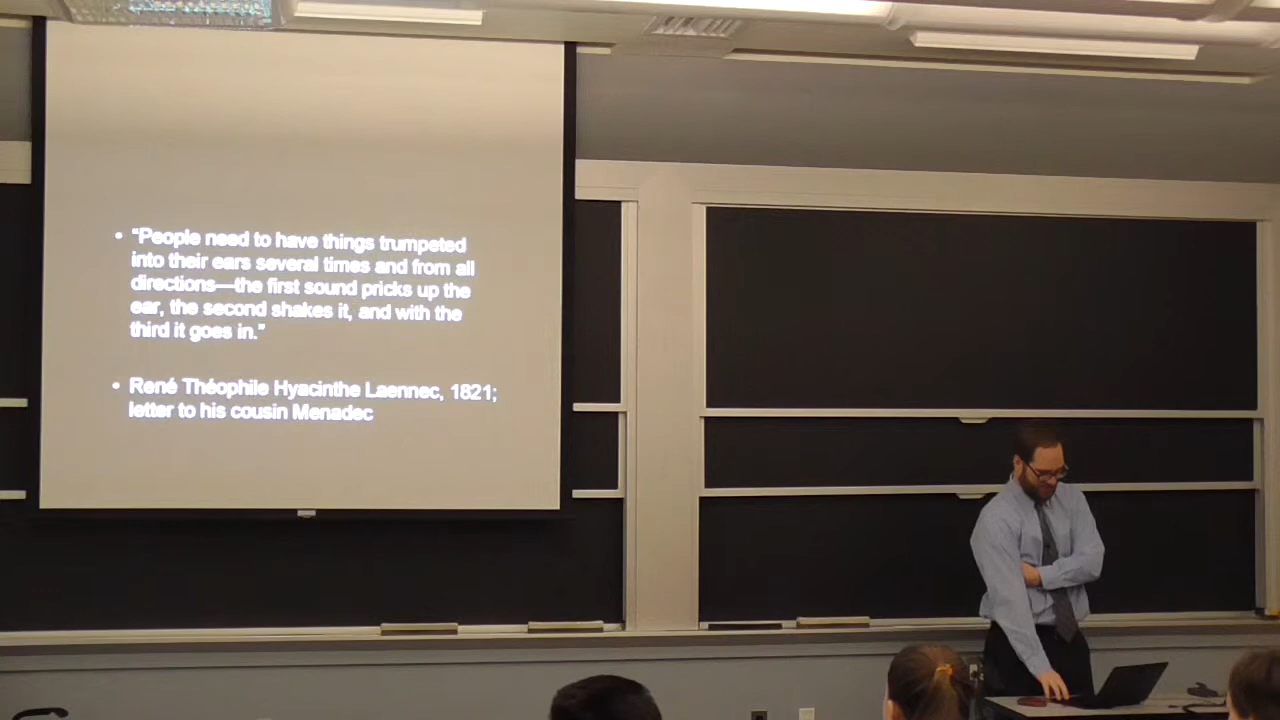 • “People need to have things trumpeted
into their ears several times and from all
directions—the first sound pricks up the
ear, the second shakes it, and with the
third it goes in.”
• René Théophile Hyacinthe Laennec, 1821;
letter to his cousin Menadec